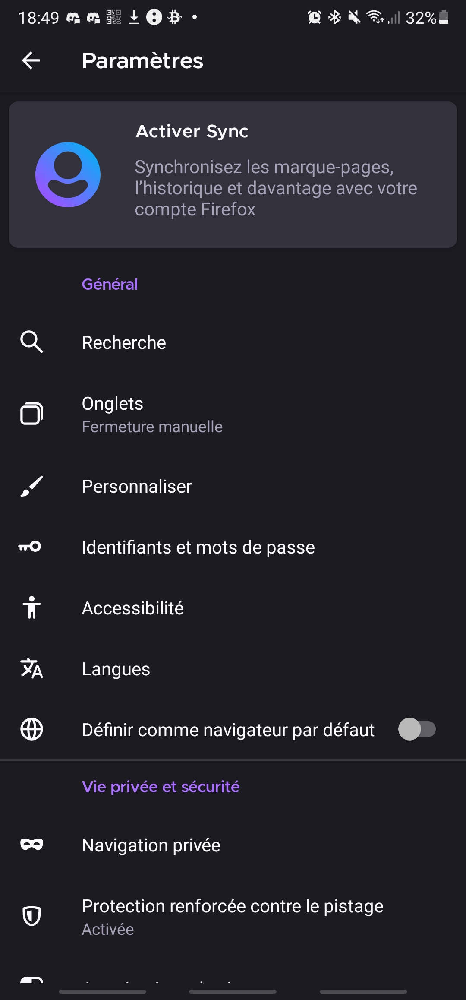 18:49
32%
Paramètres
Activer Sync
Synchronisez les marque-pages,
l’historique et davantage avec votre
compte Firefox
Général
Recherche
Onglets
Fermeture manuelle
Personnaliser
Identifiants et mots de passe
Accessibilité
Langues
Définir comme navigateur par défaut
Vie privée et sécurité
Navigation privée
Protection renforcée contre le pistage
Activée